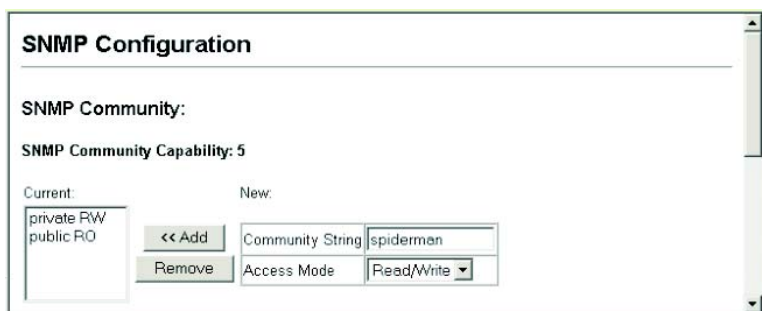 SNMP Configuration
SNMP Community:
SNMP Community Capability: 5
Current:
New:
private RW
public RO
<< Add
Remove
Community String spiderman
Access Mode Read/Write